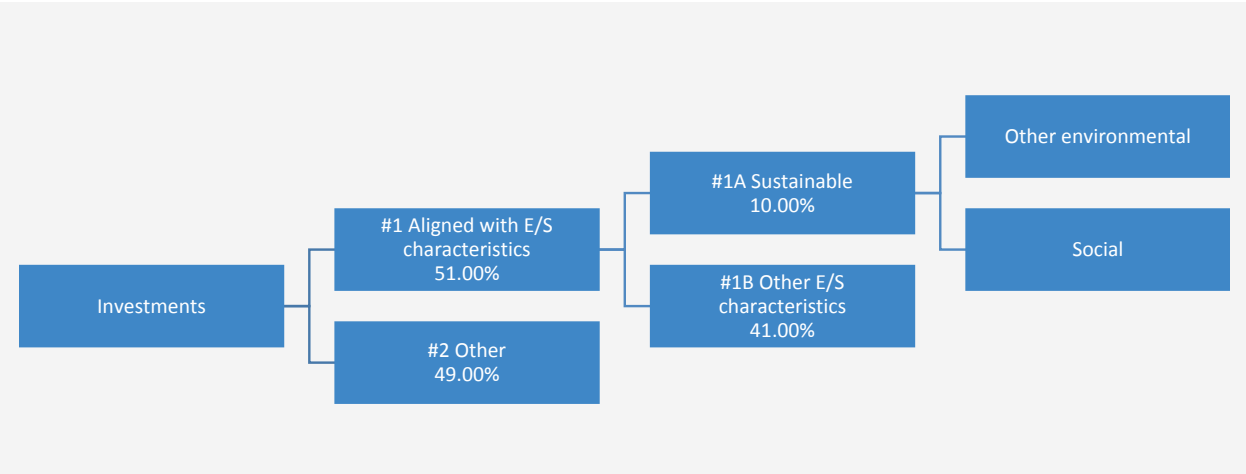 Investments
#1 Aligned with E/S
characteristics
51.00%
#2 Other
49.00%
#1A Sustainable
10.00%
#1B Other E/S
characteristics
41.00%
Other environmental
Social